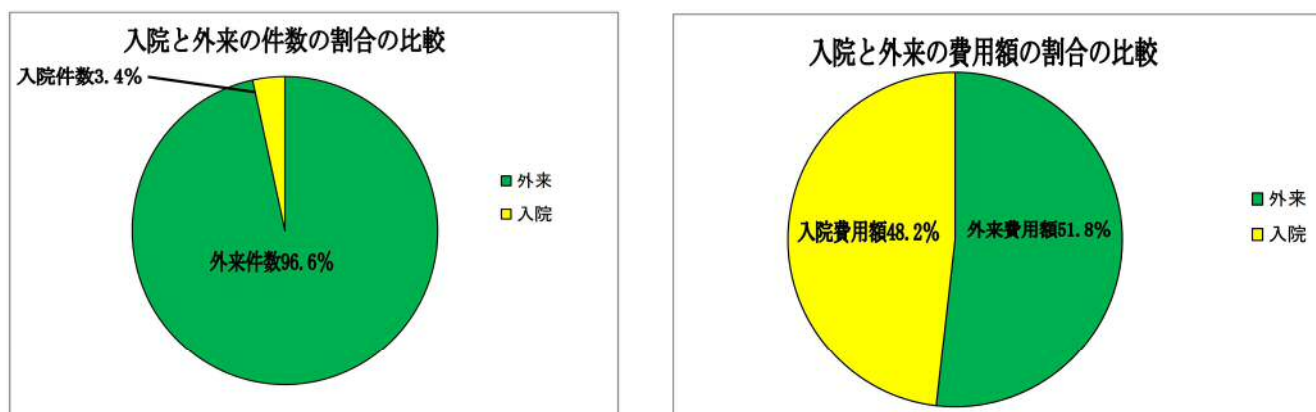 入院と外来の件数の割合の比較
入院件数3.4%
外来件数96.6%
外来
入院
入院と外来の費用額の割合の比較
入院費用額48.2%
外来費用額51.8%
外来
入院